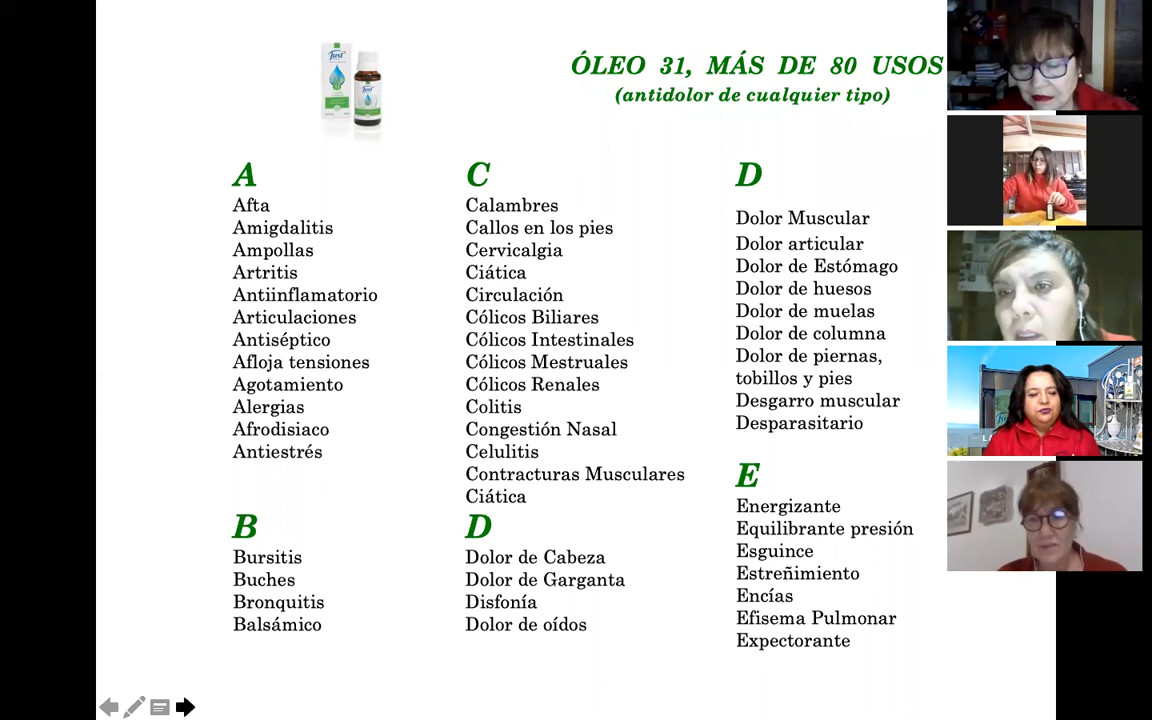 ÓLEO 31, MÁS DE 80 USOS
(antidolor de cualquier tipo)
Just
Just
A
Afta
Amigdalitis
Ampollas
Artritis
Antiinflamatorio
Articulaciones
Antiséptico
Afloja tensiones
Agotamiento
Alergias
Afrodisiaco
Antiestrés
B
Bursitis
Buches
Bronquitis
Balsámico
C
Calambres
Callos en los pies
Cervicalgia
Ciática
Circulación
Cólicos Biliares
Cólicos Intestinales
Cólicos Mestruales
Cólicos Renales
Colitis
Congestión Nasal
Celulitis
Contracturas Musculares
Ciática
D
Dolor de Cabeza
Dolor de Garganta
Disfonía
Dolor de oídos
D
Dolor Muscular
Dolor articular
Dolor de Estómago
Dolor de huesos
Dolor de muelas
Dolor de columna
Dolor de piernas,
tobillos y pies
Desgarro muscular
Desparasitario
E
Energizante
Equilibrante presión
Esguince
Estreñimiento
Encías
Efisema Pulmonar
Expectorante